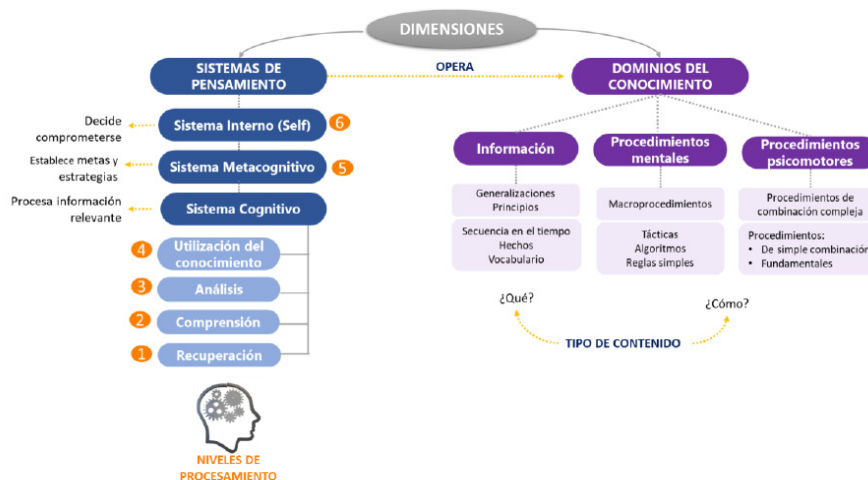 DIMENSIONES
SISTEMAS DE
PENSAMIENTO
OPERA
DOMINIOS DEL
CONOCIMIENTO
Decide
comprometerse
Sistema Interno (Self)
6
Establece metas y
estrategias
Sistema Metacognitivo
5
Procesa información
relevante
Sistema Cognitivo
4
Utilización del
conocimiento
3
Análisis
2
Comprensión
1
Recuperación
NIVELES DE
PROCESAMIENTO
Información
Generalizaciones
Principios
Secuencia en el tiempo
Hechos
Vocabulario
Procedimientos
mentales
Macroprocedimientos
Tácticas
Algoritmos
Reglas simples
Procedimientos
psicomotores
Procedimientos de
combinación compleja
Procedimientos:
• De simple combinación
• Fundamentales
¿Qué?
¿Cómo?
TIPO DE CONTENIDO